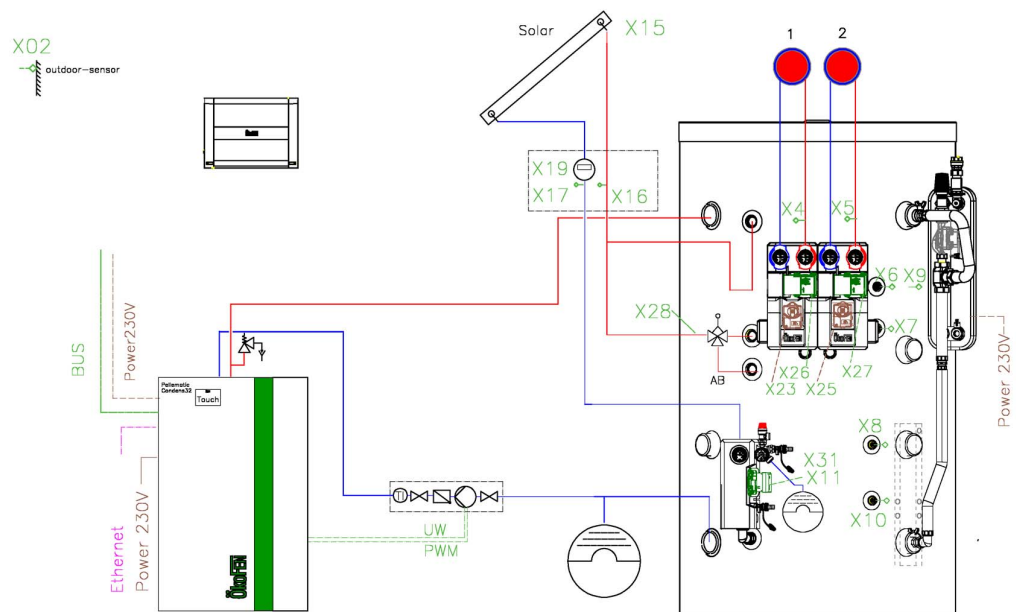 X02
outdoor-sensor
Solar
X15
1
2
X19
X17
X16
X4
X5
X6
X9
X7
X28
AB
X26
X27
X23
X25
BUS
Power230V
Pellematic
Condens32
Touch
Ethernet
Power 230V
ÖkoFEN
TI
UW
PWM
X8
X31
X11
X10
Power 230V